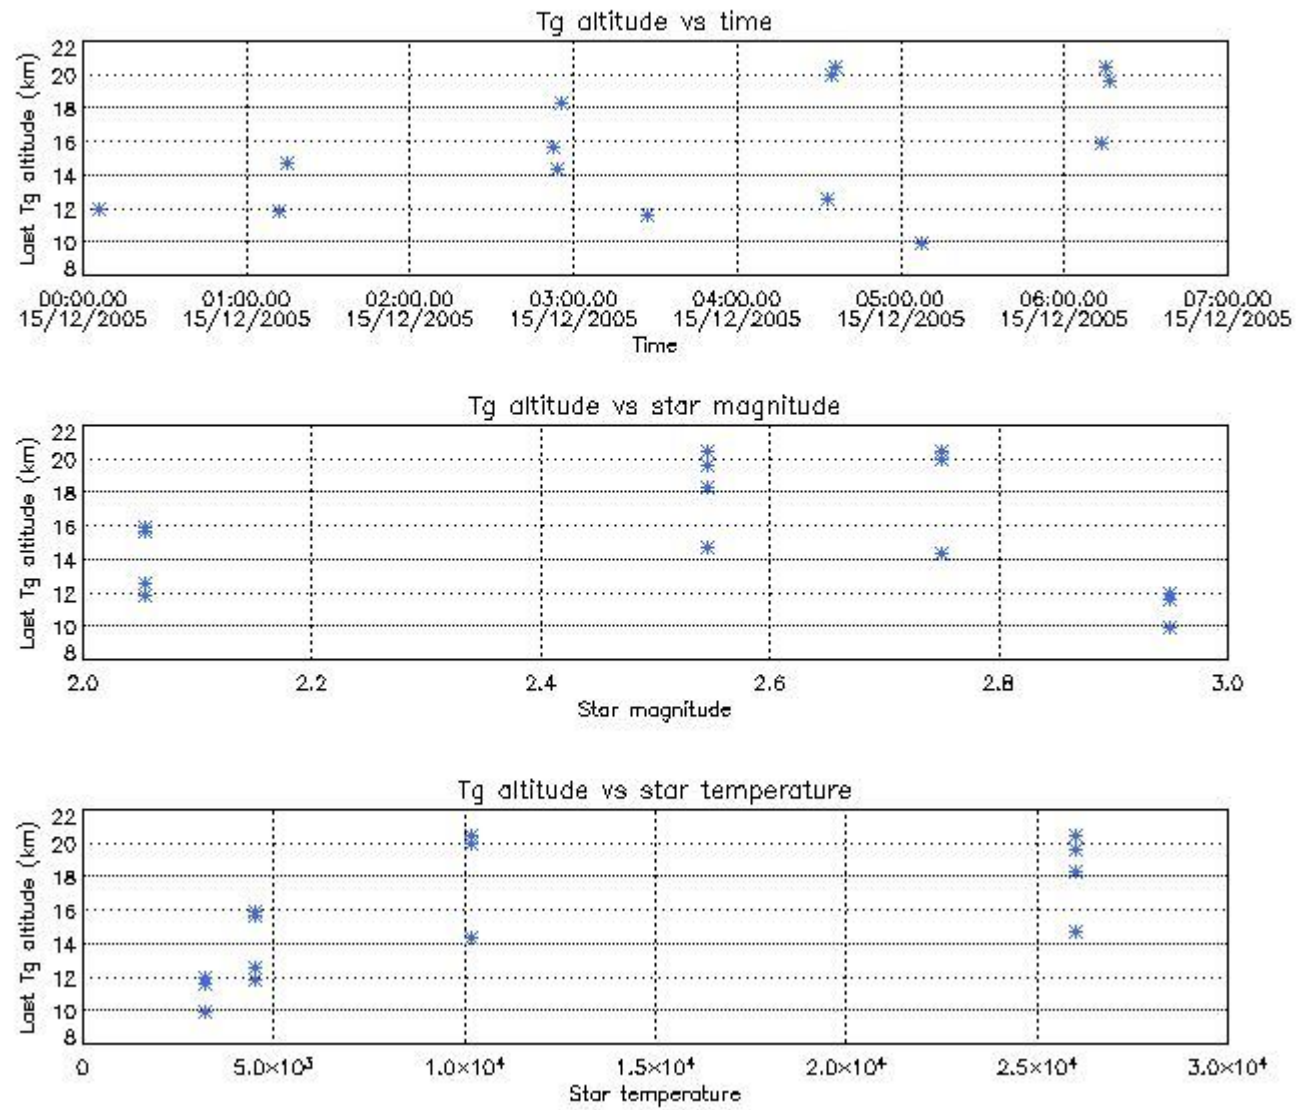 Tg altitude vs time
Last Tg altitude (km)
22
20
18
16
14
12
10
8
00:00.00 01:00.00 02:00.00 03:00.00 04:00.00 05:00.00 06:00.00 07:00.00
15/12/2005 15/12/2005 15/12/2005 15/12/2005 15/12/2005 15/12/2005 15/12/2005 15/12/2005
Time
Tg altitude vs star magnitude
Last Tg altitude (km)
22
20
18
16
14
12
10
8
2.0 2.2 2.4 2.6 2.8 3.0
Star magnitude
Tg altitude vs star temperature
Last Tg altitude (km)
22
20
18
16
14
12
10
8
0 5.0×10³ 1.0×10⁴ 1.5×10⁴ 2.0×10⁴ 2.5×10⁴ 3.0×10⁴
Star temperature